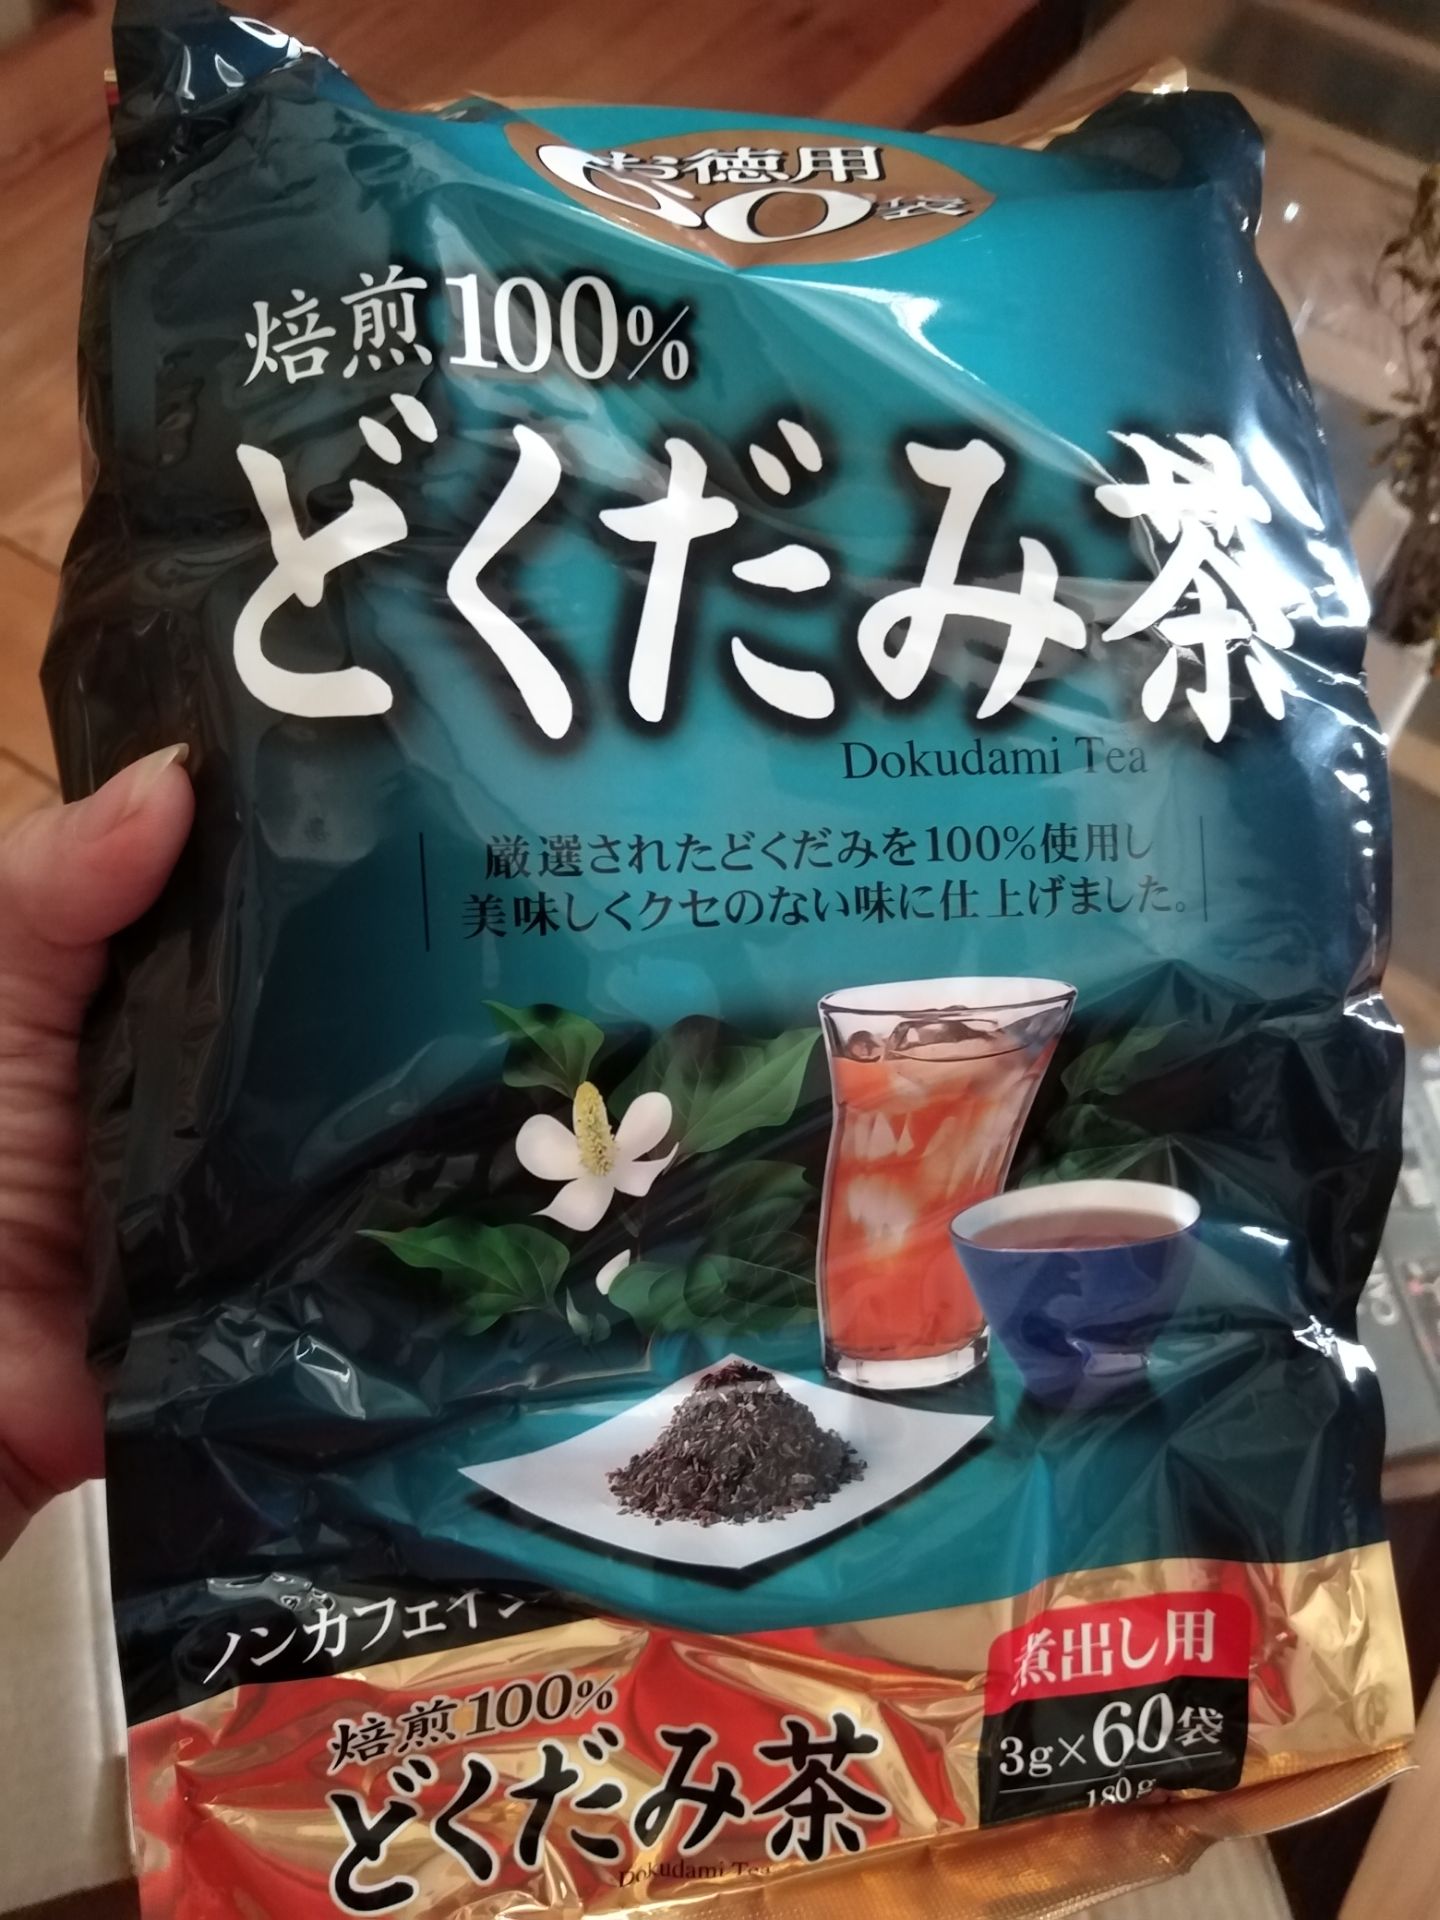 お徳用
60袋
焙煎100%
どくだみ茶
Dokudami Tea
厳選されたどくだみを100%使用し
美味しくクセのない味に仕上げました。
ノンカフェイン
煮出し用
焙煎100%
3g×60袋
どくだみ茶
180g
Dokudami Tea